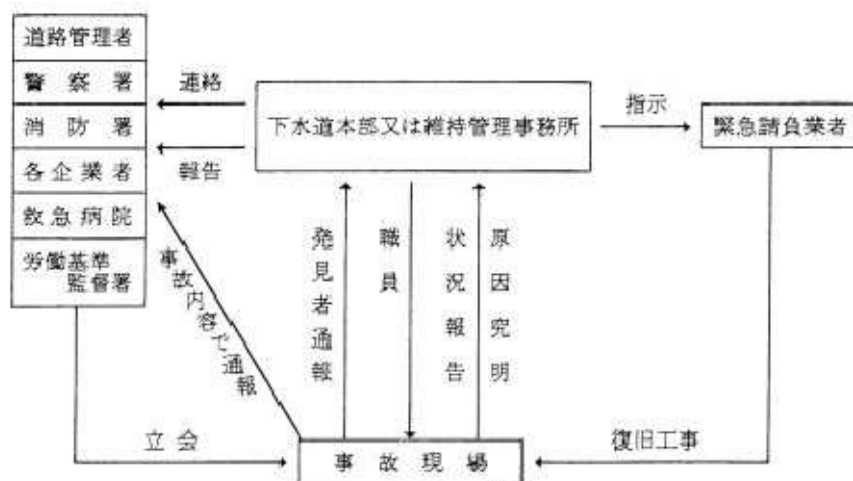 道路管理者
警察署
消防署
各企業者
救急病院
労働基準
監督署
連絡
報告
下水道本部又は維持管理事務所
指示
緊急請負業者
事故内容で通報
発見者通報
職員
状況報告
原因究明
立会
復旧工事
事故現場